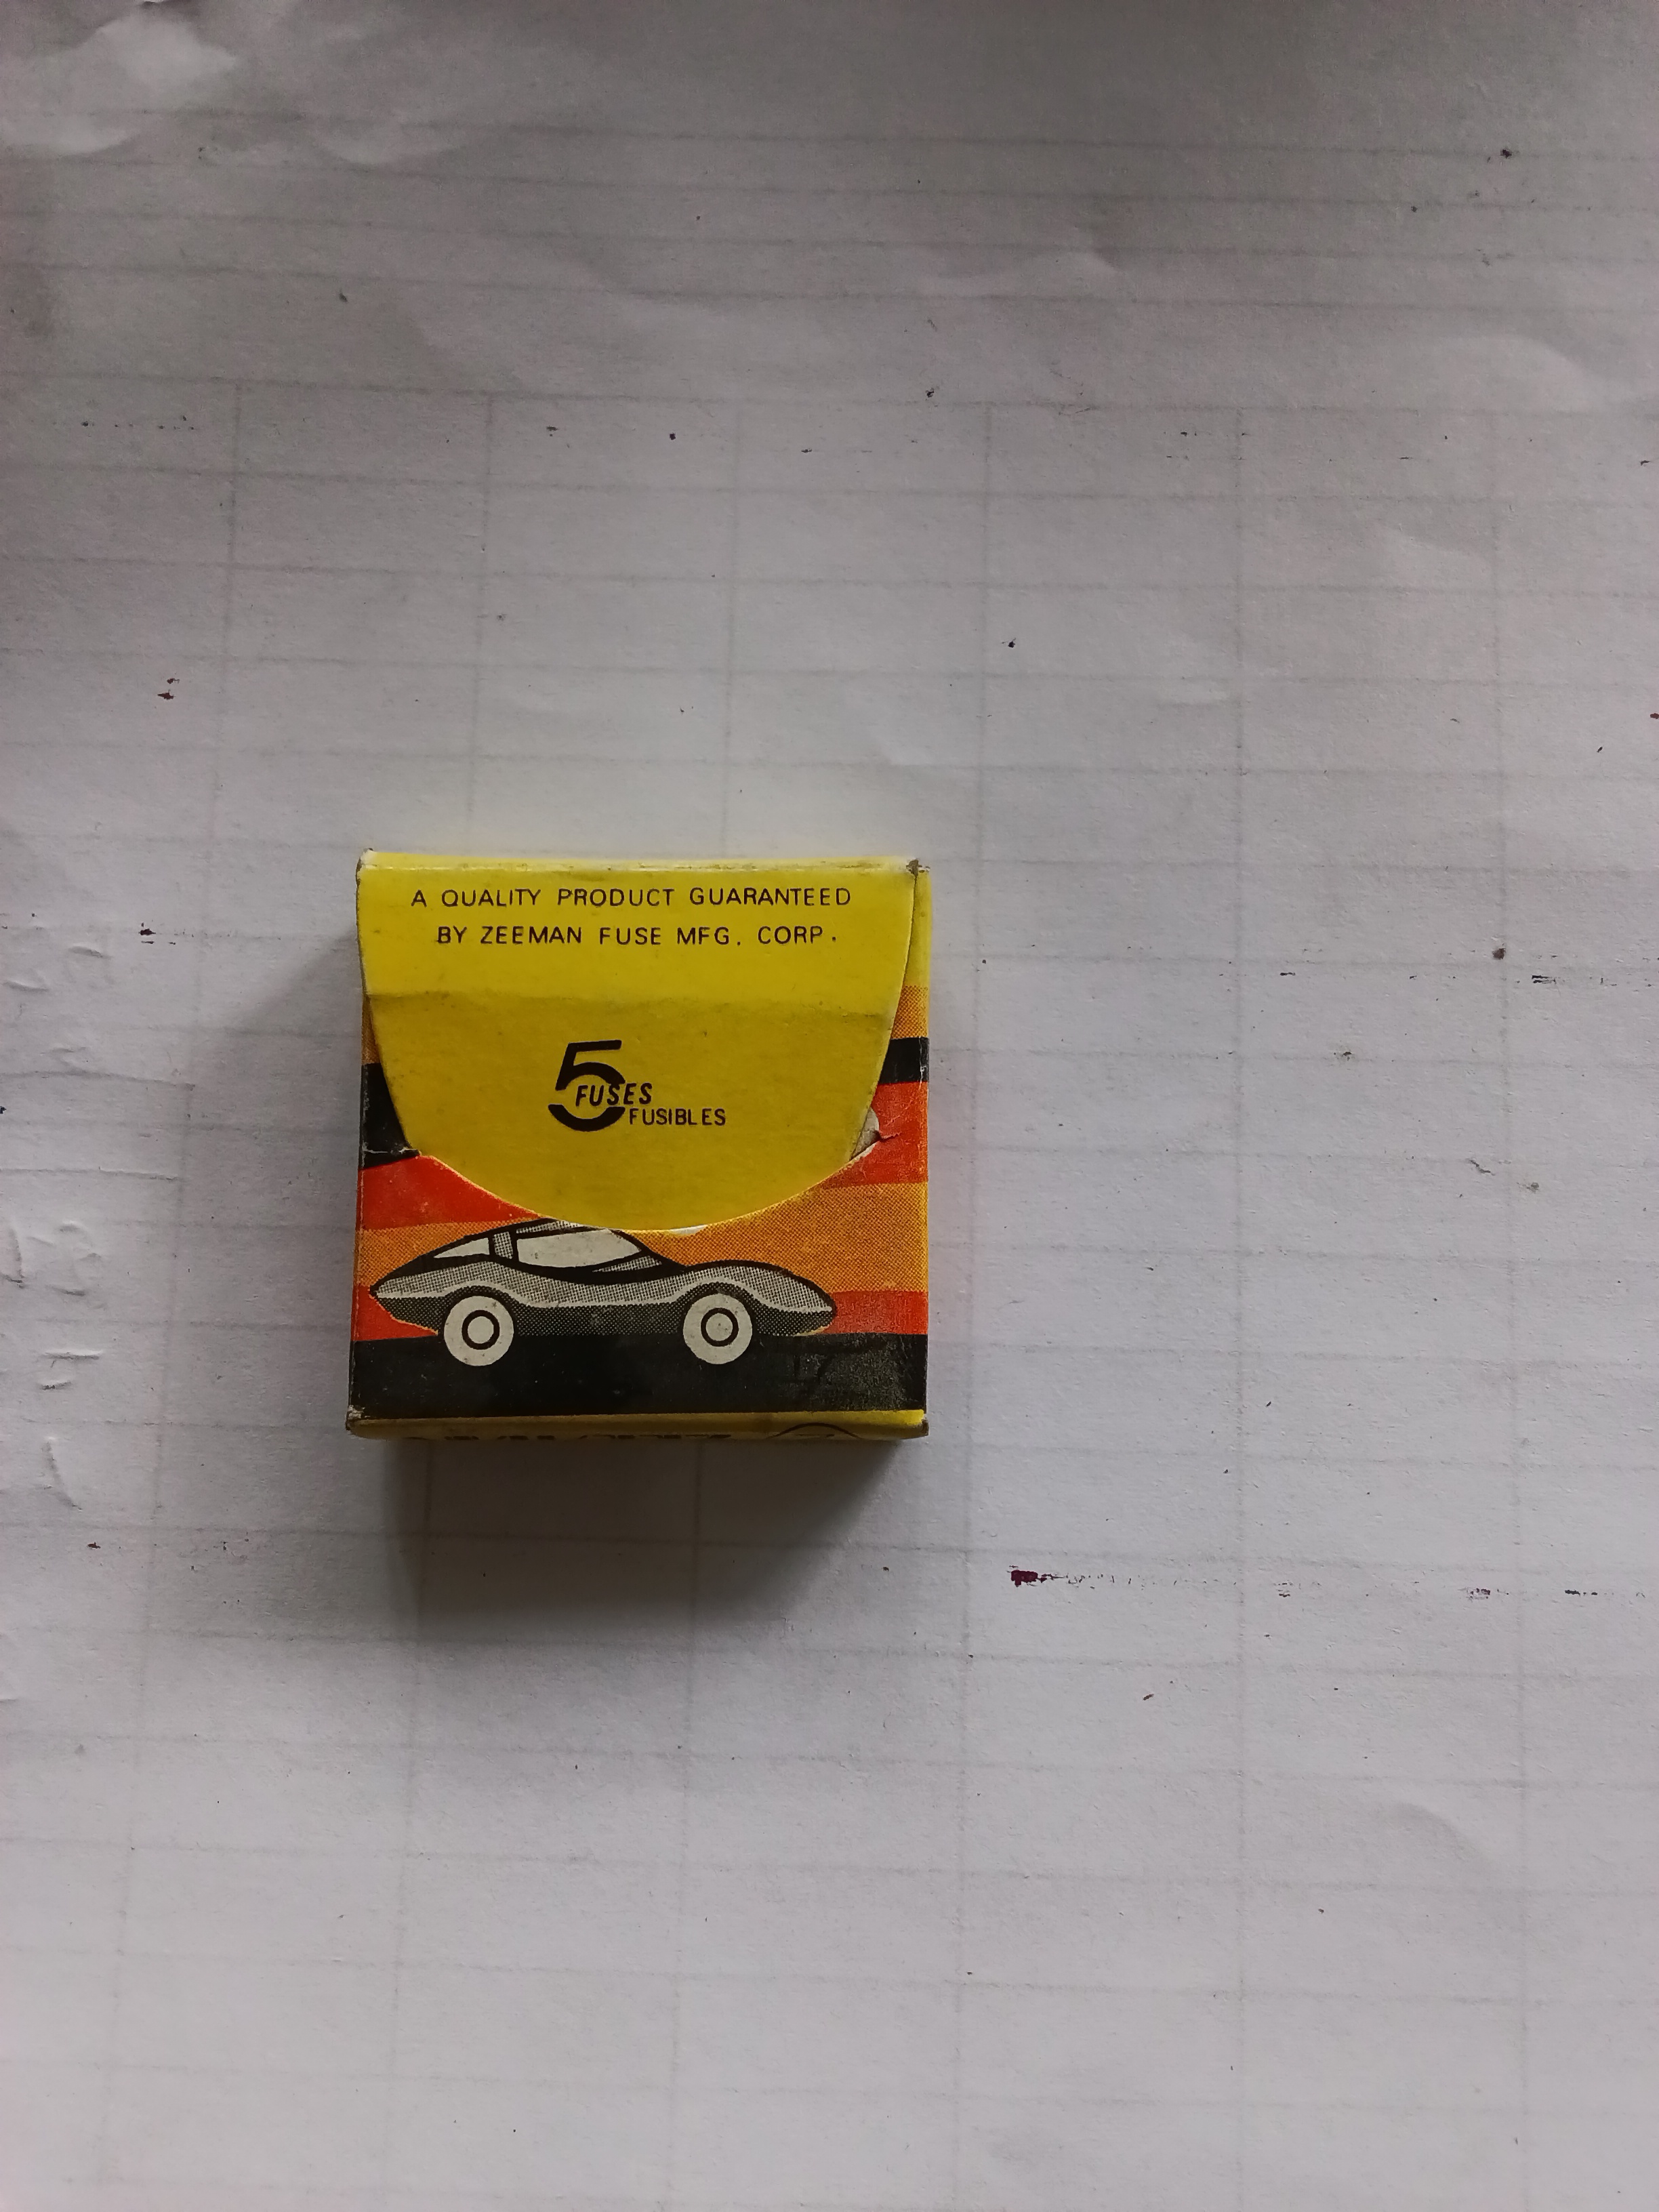 A QUALITY PRODUCT GUARANTEED
BY ZEEMAN FUSE MFG. CORP.
5
FUSES
FUSIBLES